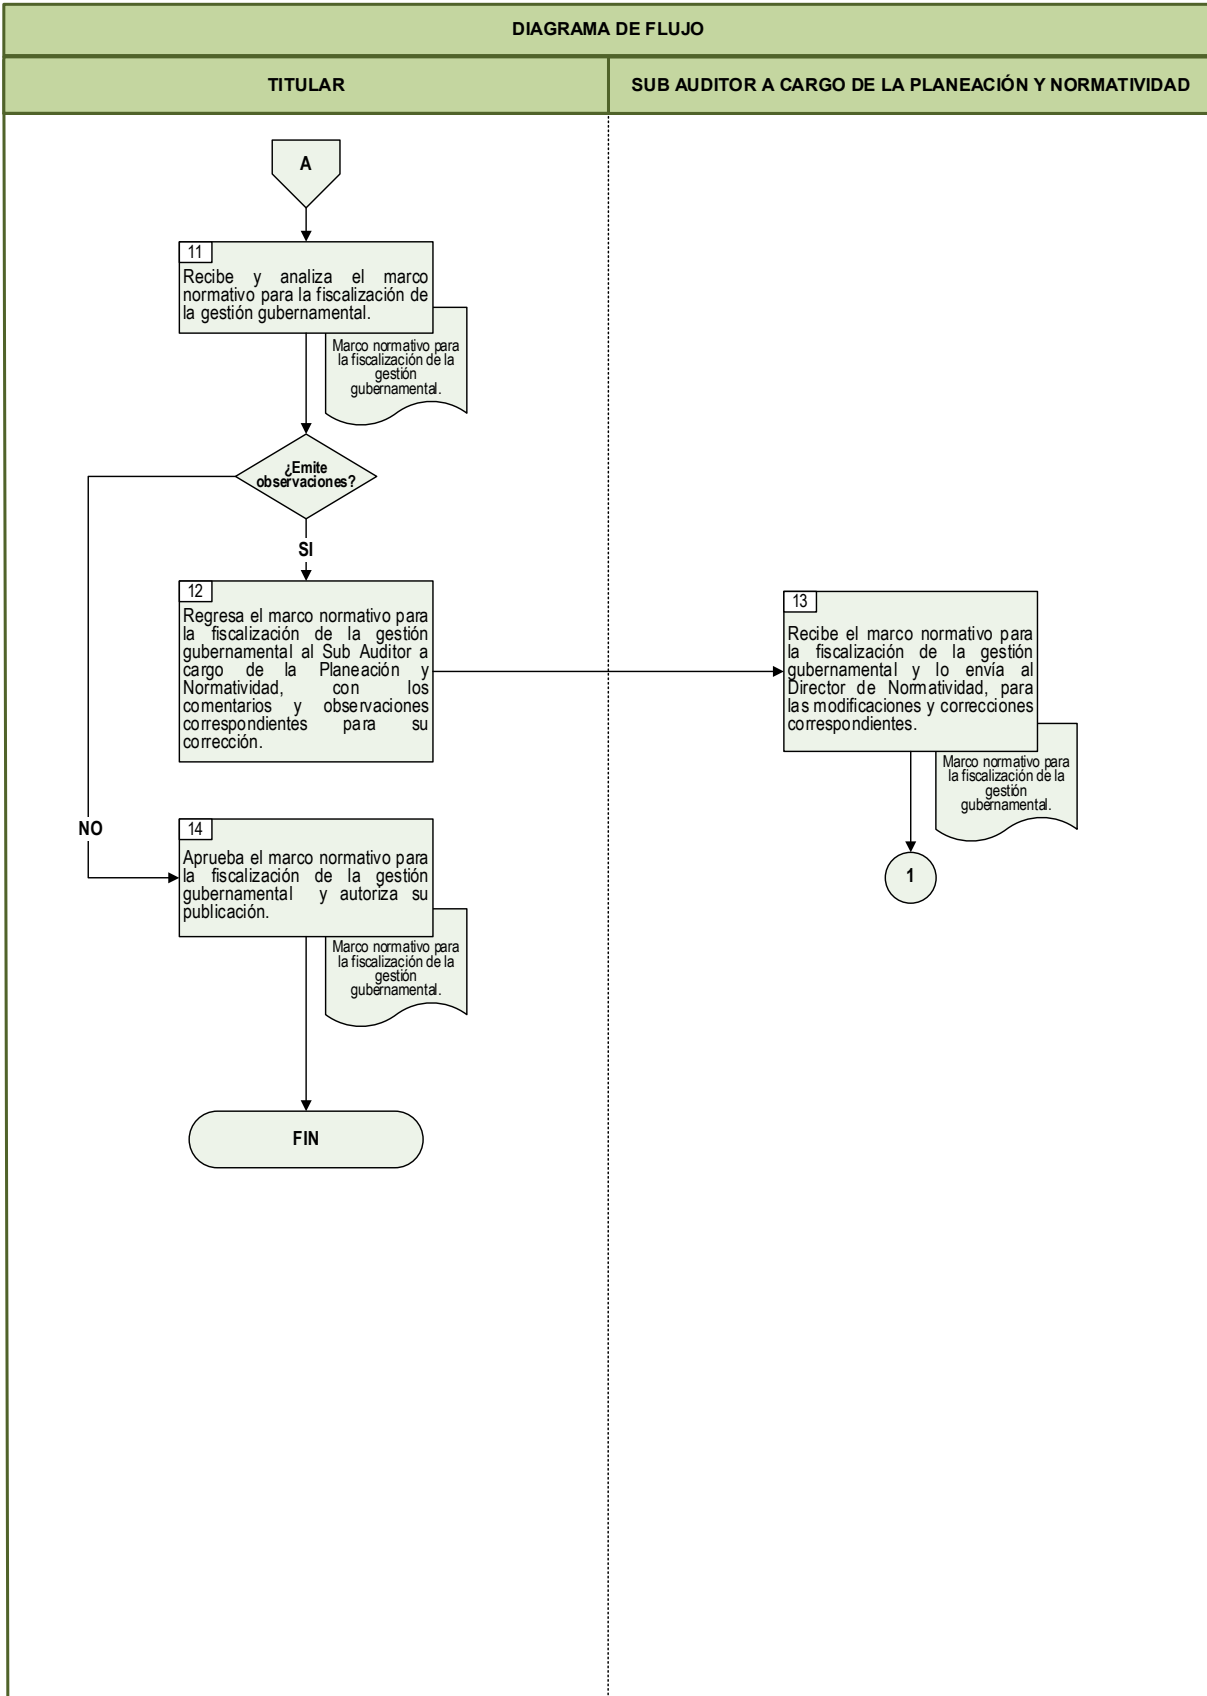 DIAGRAMA DE FLUJO
TITULAR
SUB AUDITOR A CARGO DE LA PLANEACIÓN Y NORMATIVIDAD
A
11
Recibe y analiza el marco
normativo para la fiscalización de
la gestión gubernamental.
Marco normativo para
la fiscalización de la
gestión
gubernamental.
¿Emite
observaciones?
SI
12
Regresa el marco normativo para
la fiscalización de la gestión
gubernamental al Sub Auditor a
cargo de la Planeación y
Normatividad, con los
comentarios y observaciones
correspondientes para su
corrección.
13
Recibe el marco normativo para
la fiscalización de la gestión
gubernamental y lo envía al
Director de Normatividad, para
las modificaciones y correcciones
correspondientes.
Marco normativo para
la fiscalización de la
gestión
gubernamental.
1
NO
14
Aprueba el marco normativo para
la fiscalización de la gestión
gubernamental y autoriza su
publicación.
Marco normativo para
la fiscalización de la
gestión
gubernamental.
FIN